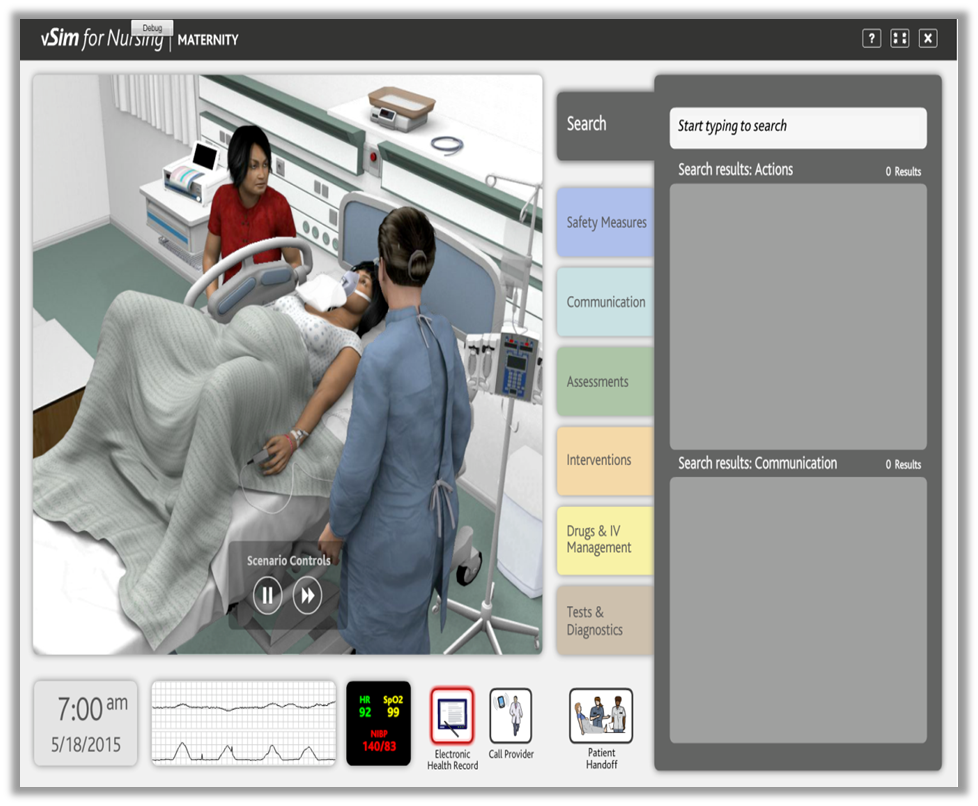 Debug
vSim for Nursing | MATERNITY
?
Search
Start typing to search
Search results: Actions 0 Results
Safety Measures
Communication
Assessments
Search results: Communication 0 Results
Interventions
Drugs & IV
Management
Tests &
Diagnostics
Scenario Controls
7:00 am
5/18/2015
HR SpO2
92 99
NIBP
140/83
Electronic
Health Record
Call Provider
Patient
Handoff